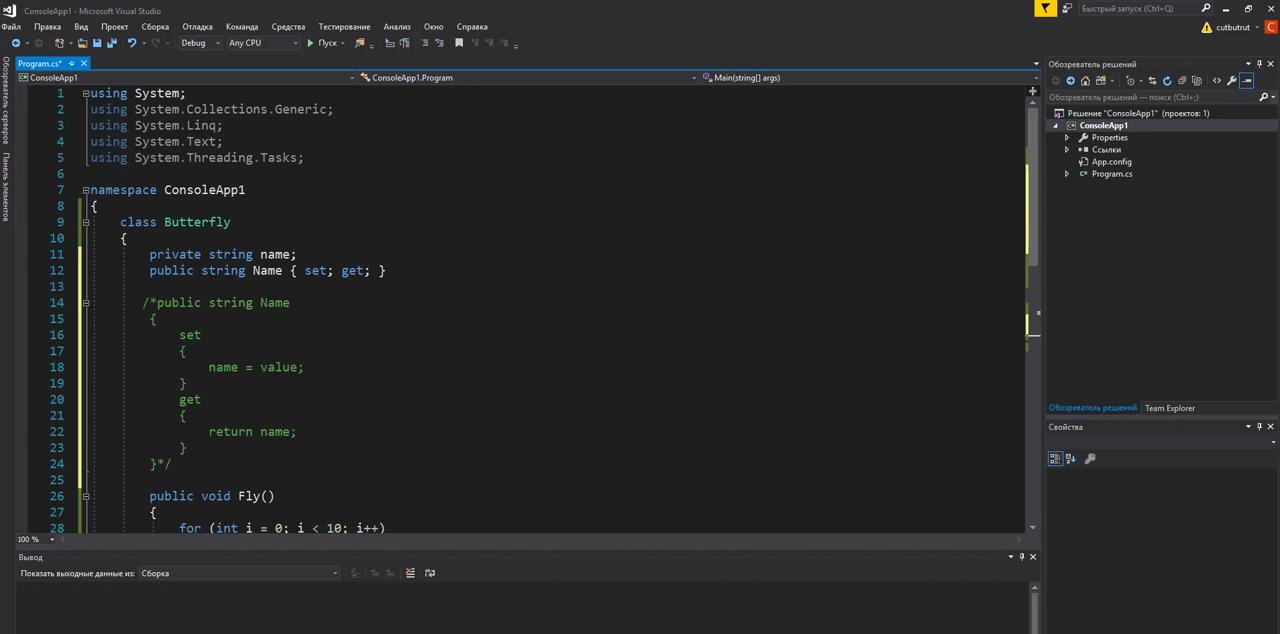 ConsoleApp1 - Microsoft Visual Studio
Быстрый запуск (Ctrl+Q)
Файл Правка Вид Проект Сборка Отладка Команда Средства Тестирование Анализ Окно Справка
cutbutrut
C
Debug Any CPU Пуск
Обозреватель серверов
Панель элементов
Program.cs*
ConsoleApp1 ConsoleApp1.Program Main(string[] args)
1 using System;
2 using System.Collections.Generic;
3 using System.Linq;
4 using System.Text;
5 using System.Threading.Tasks;
6
7 namespace ConsoleApp1
8 {
9 class Butterfly
10 {
11 private string name;
12 public string Name { set; get; }
13
14 /*public string Name
15 {
16 set
17 {
18 name = value;
19 }
20 get
21 {
22 return name;
23 }
24 }*/
25
26 public void Fly()
27 {
28 for (int i = 0; i < 10; i++)
100 %
Вывод
Показать выходные данные из: Сборка
Обозреватель решений
Обозреватель решений — поиск (Ctrl+;)
Решение "ConsoleApp1" (проектов: 1)
ConsoleApp1
Properties
Ссылки
App.config
Program.cs
Обозреватель решений Team Explorer
Свойства